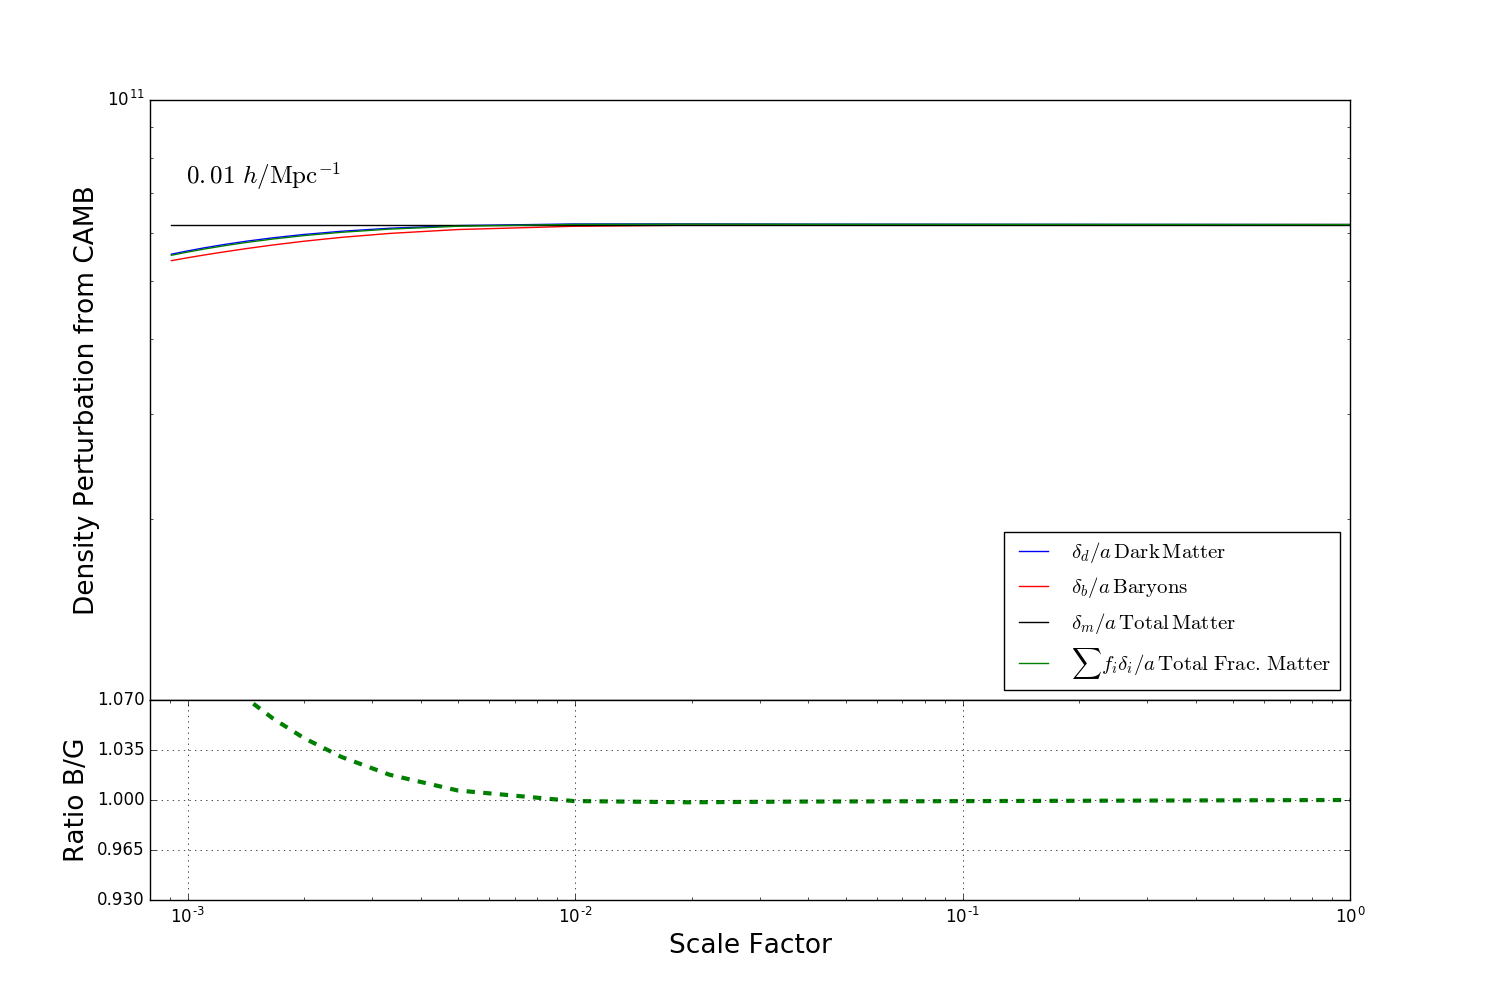 10^11
0.01 h/Mpc^−1
Density Perturbation from CAMB
δ_d/a Dark Matter
δ_b/a Baryons
δ_m/a Total Matter
∑ f_i δ_i/a Total Frac. Matter
1.070
1.035
1.000
0.965
0.930
Ratio B/G
10^-3 10^-2 10^-1 10^0
Scale Factor